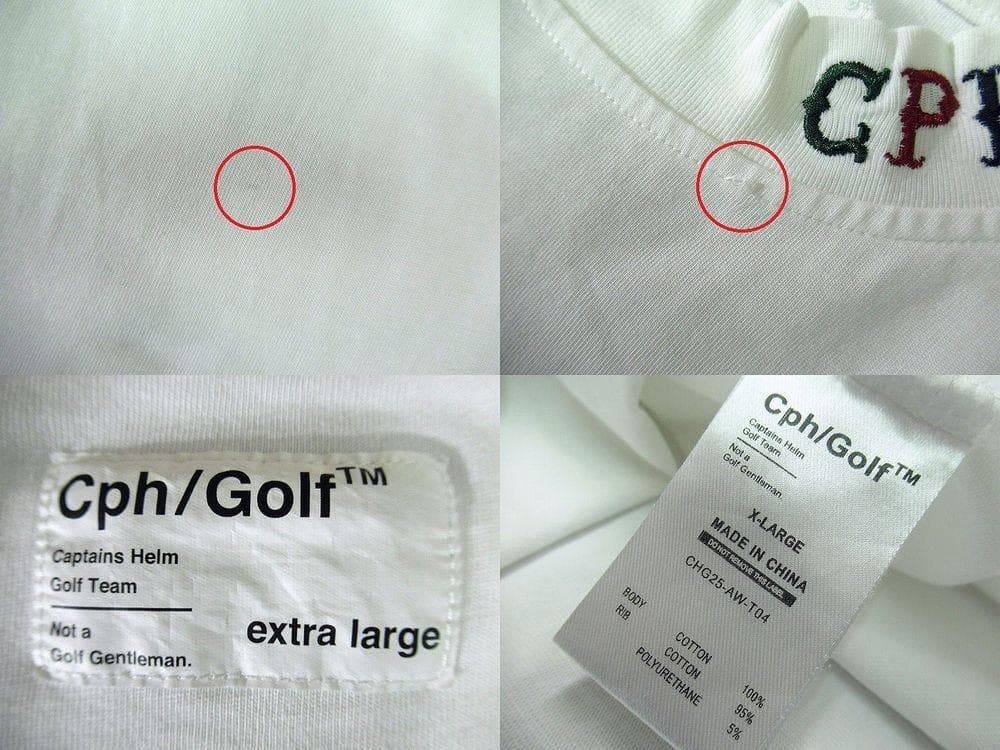 CP
Cph/Golf™
Captains Helm
Golf Team
Not a
Golf Gentleman.
extra large
Cph/Golf™
Captains Helm
Golf Team
Not a
Golf Gentleman.
X-LARGE
MADE IN CHINA
DO NOT REMOVE THIS LABEL
CHG25-AW-T04
BODY COTTON 100%
RIB COTTON 95%
POLYURETHANE 5%